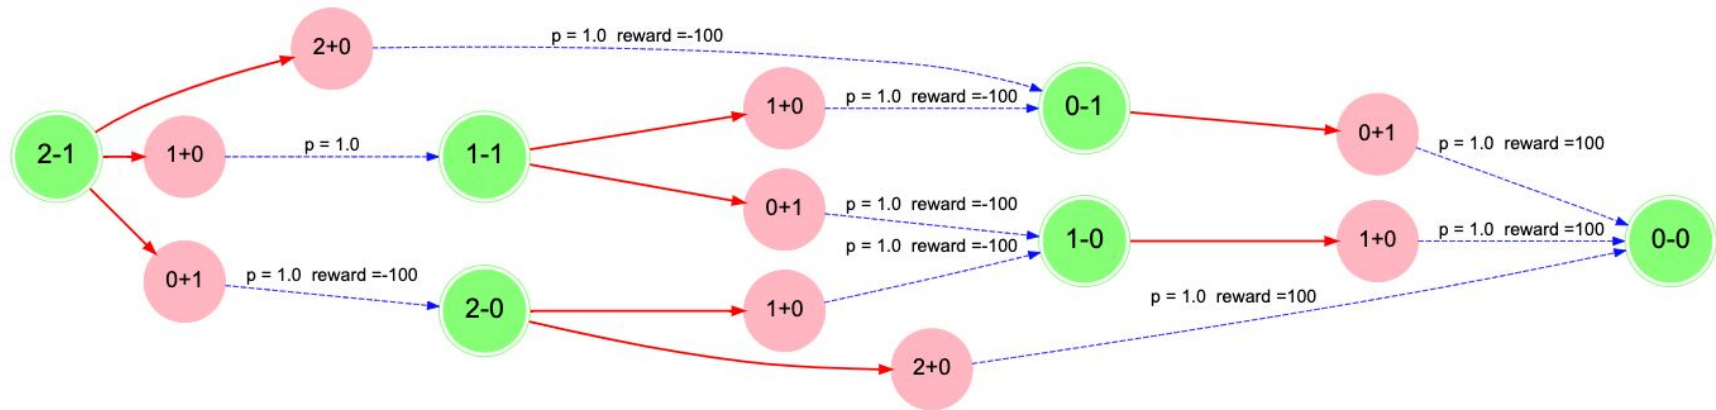 2+0
p = 1.0  reward =-100
2-1
1+0
p = 1.0
1-1
1+0
p = 1.0  reward =-100
0-1
0+1
p = 1.0  reward =100
0+1
p = 1.0  reward =-100
1-0
1+0
p = 1.0  reward =100
0-0
0+1
p = 1.0  reward =-100
2-0
1+0
p = 1.0  reward =-100
2+0
p = 1.0  reward =100